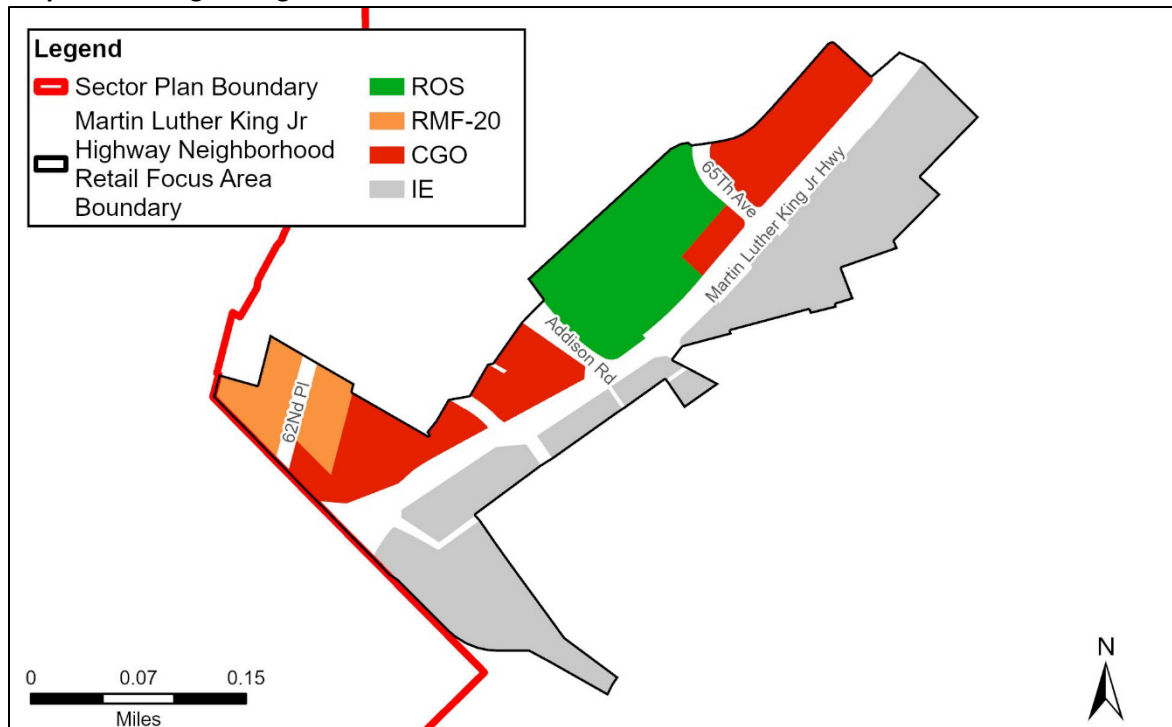 Legend
Sector Plan Boundary
Martin Luther King Jr
Highway Neighborhood
Retail Focus Area
Boundary
ROS
RMF-20
CGO
IE
65Th Ave
Martin Luther King Jr Hwy
Addison Rd
62Nd Pl
0 0.07 0.15
Miles
N